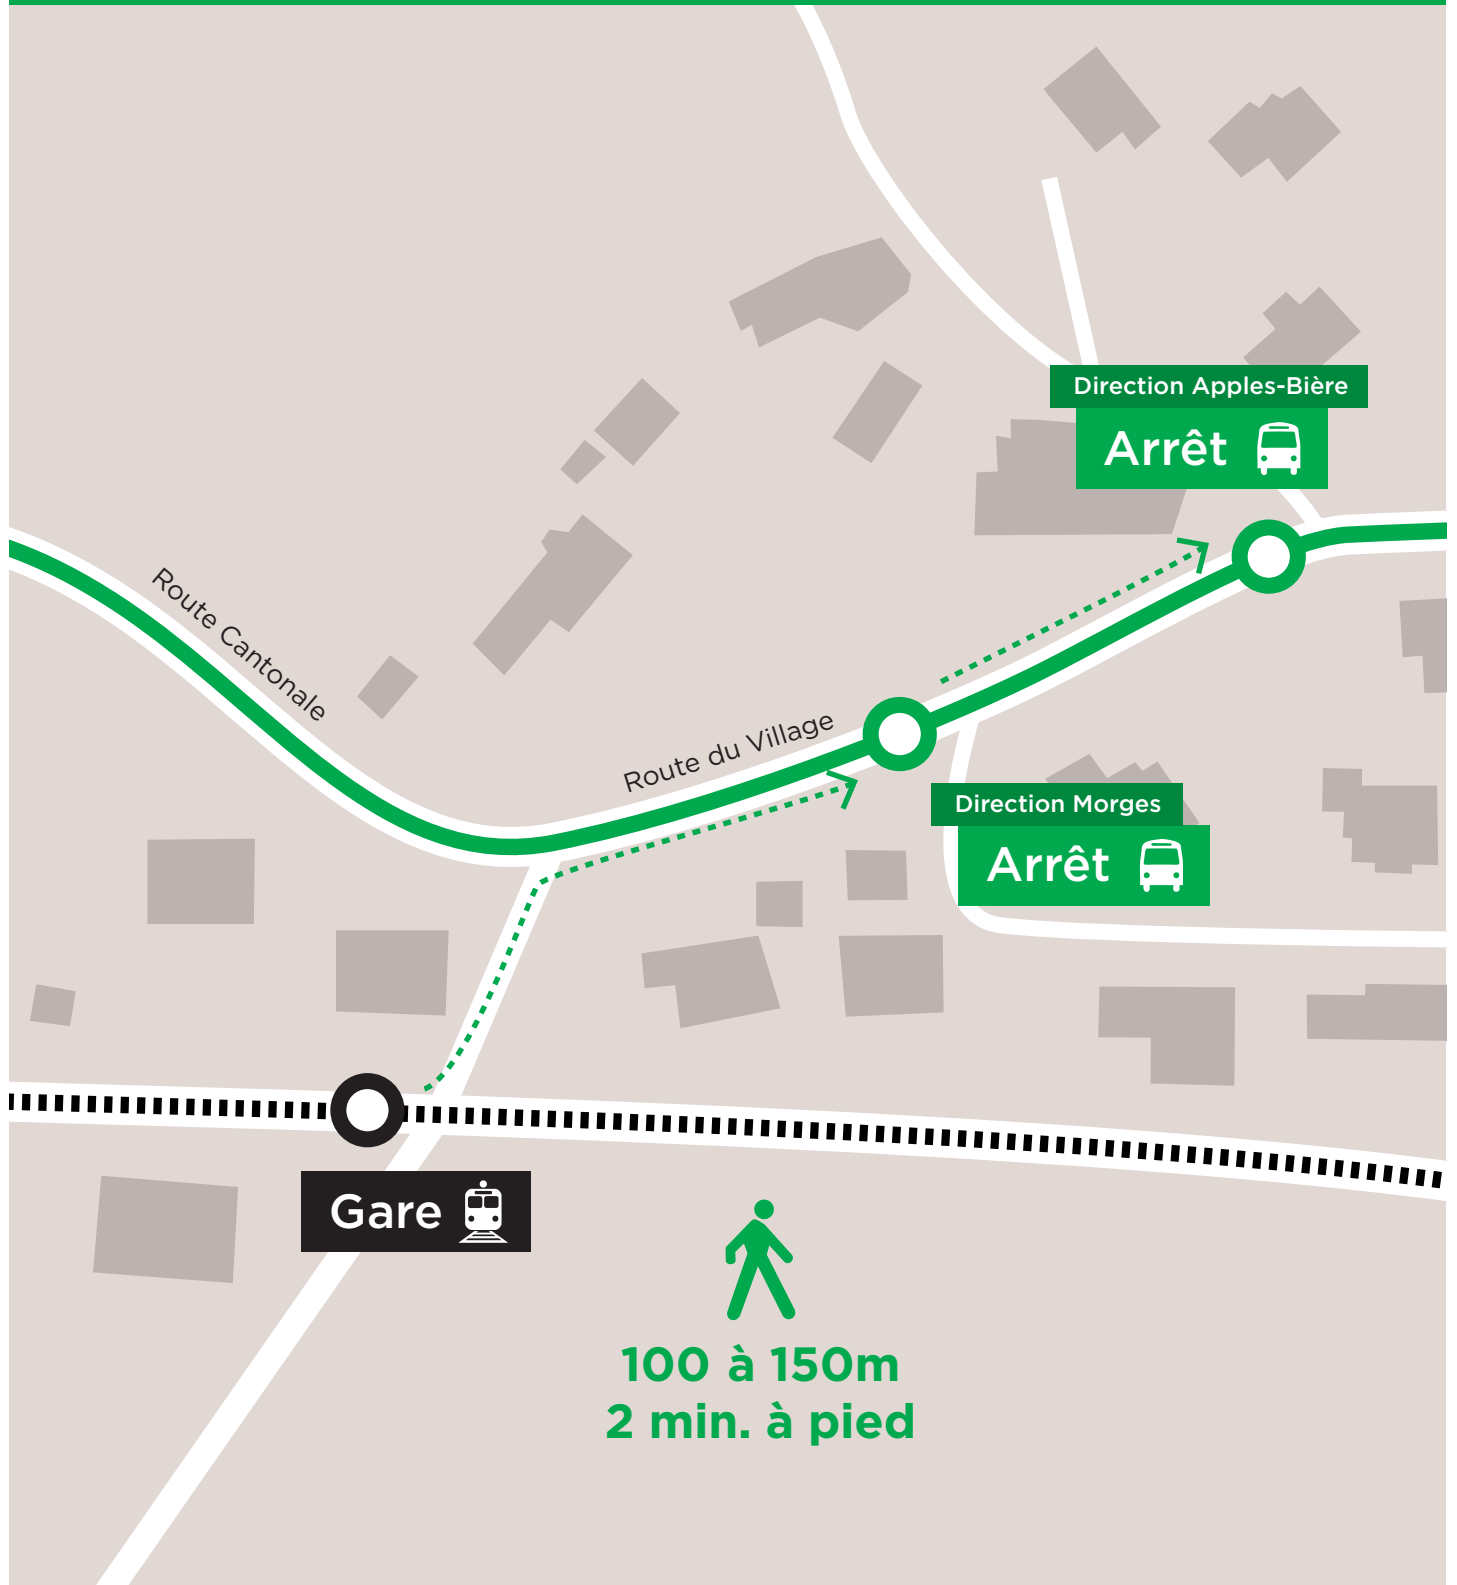 Direction Apples-Bière
Arrêt
Route Cantonale
Route du Village
Direction Morges
Arrêt
Gare
100 à 150m
2 min. à pied